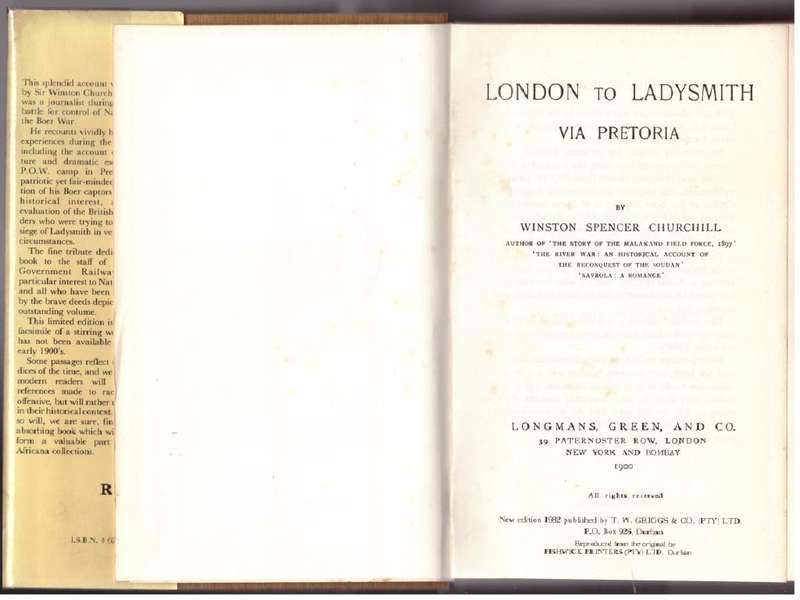 This splendid account
by Sir Winston Church
was a journalist during
battle for control of Na
the Boer War.
He recounts vividly h
experiences during the
including the account
ture and dramatic es
P.O.W. camp in Pre
patriotic yet fair-minded
tion of his Boer captors
historical interest,
evaluation of the British
ders who were trying to
siege of Ladysmith in ve
circumstances.
The fine tribute dedi
book to the staff of
Government Railwa
particular interest to Nat
and all who have been
by the brave deeds depic
outstanding volume.
This limited edition is
facsimile of a stirring w
has not been available
early 1900's.
Some passages reflect
dices of the time, and we
modern readers will
references made to rac
offensive, but will rather
in their historical context.
so will, we are sure, fin
absorbing book which wi
form a valuable part
Africana collections.
R
I.S.B.N.
LONDON TO LADYSMITH
VIA PRETORIA
BY
WINSTON SPENCER CHURCHILL
AUTHOR OF 'THE STORY OF THE MALAKAND FIELD FORCE, 1897'
'THE RIVER WAR: AN HISTORICAL ACCOUNT OF
THE RECONQUEST OF THE SOUDAN'
'SAVROLA: A ROMANCE'
LONGMANS, GREEN, AND CO.
39 PATERNOSTER ROW, LONDON
NEW YORK AND BOMBAY
1900
All rights reserved
New edition 1982 published by T. W. GRIGGS & CO. (PTY) LTD.
P.O. Box 928, Durban
Reproduced from the original by
FISHWICK PRINTERS (PTY) LTD. Durban